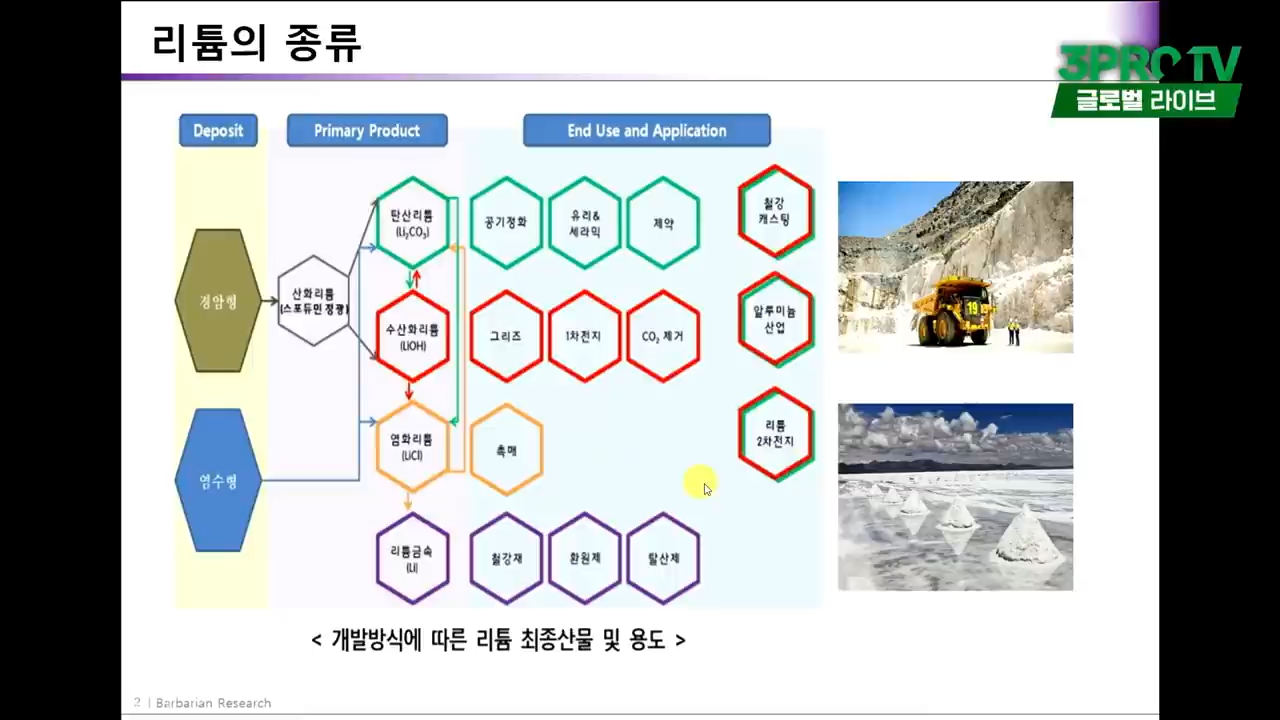 리튬의 종류
3PRO TV
글로벌 라이브
Deposit
Primary Product
End Use and Application
경암형
염수형
산화리튬
(스포듀민 정광)
탄산리튬
(Li₂CO₃)
수산화리튬
(LiOH)
염화리튬
(LiCl)
리튬금속
(Li)
공기정화
유리&
세라믹
제약
철강
캐스팅
그리즈
1차전지
CO₂ 제거
알루미늄
산업
촉매
리튬
2차전지
철강재
환원제
탈산제
19
< 개발방식에 따른 리튬 최종산물 및 용도 >
2 | Barbarian Research